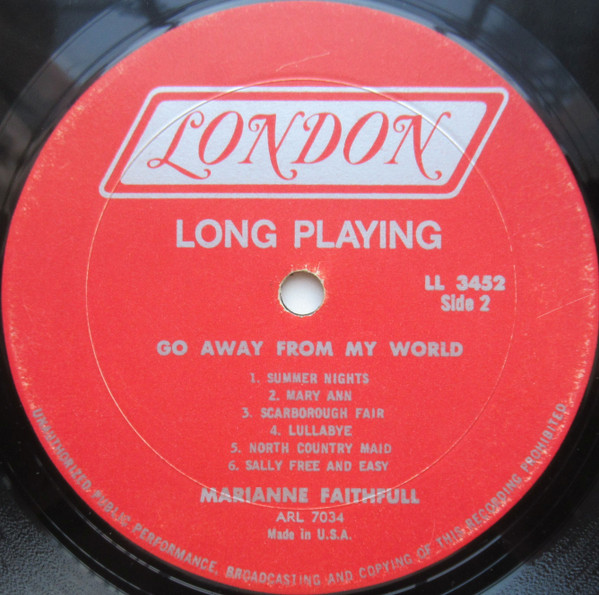 LONDON
LONG PLAYING
LL 3452
Side 2
GO AWAY FROM MY WORLD
1. SUMMER NIGHTS
2. MARY ANN
3. SCARBOROUGH FAIR
4. LULLABYE
5. NORTH COUNTRY MAID
6. SALLY FREE AND EASY
MARIANNE FAITHFULL
ARL 7034
Made in U.S.A.
UNAUTHORIZED PUBLIC PERFORMANCE, BROADCASTING AND COPYING OF THIS RECORDING PROHIBITED.